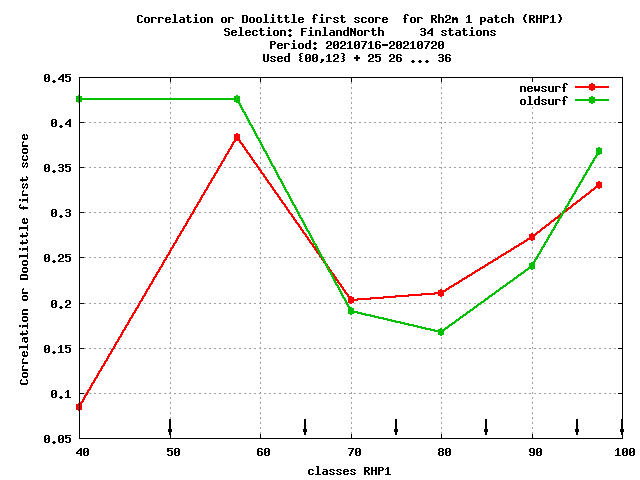 Correlation or Doolittle first score  for Rh2m 1 patch (RHP1)
Selection: FinlandNorth     34 stations
Period: 20210716-20210720
Used {00,12} + 25 26 ... 36
newsurf
oldsurf
Correlation or Doolittle first score
0.45
0.4
0.35
0.3
0.25
0.2
0.15
0.1
0.05
40 50 60 70 80 90 100
classes RHP1